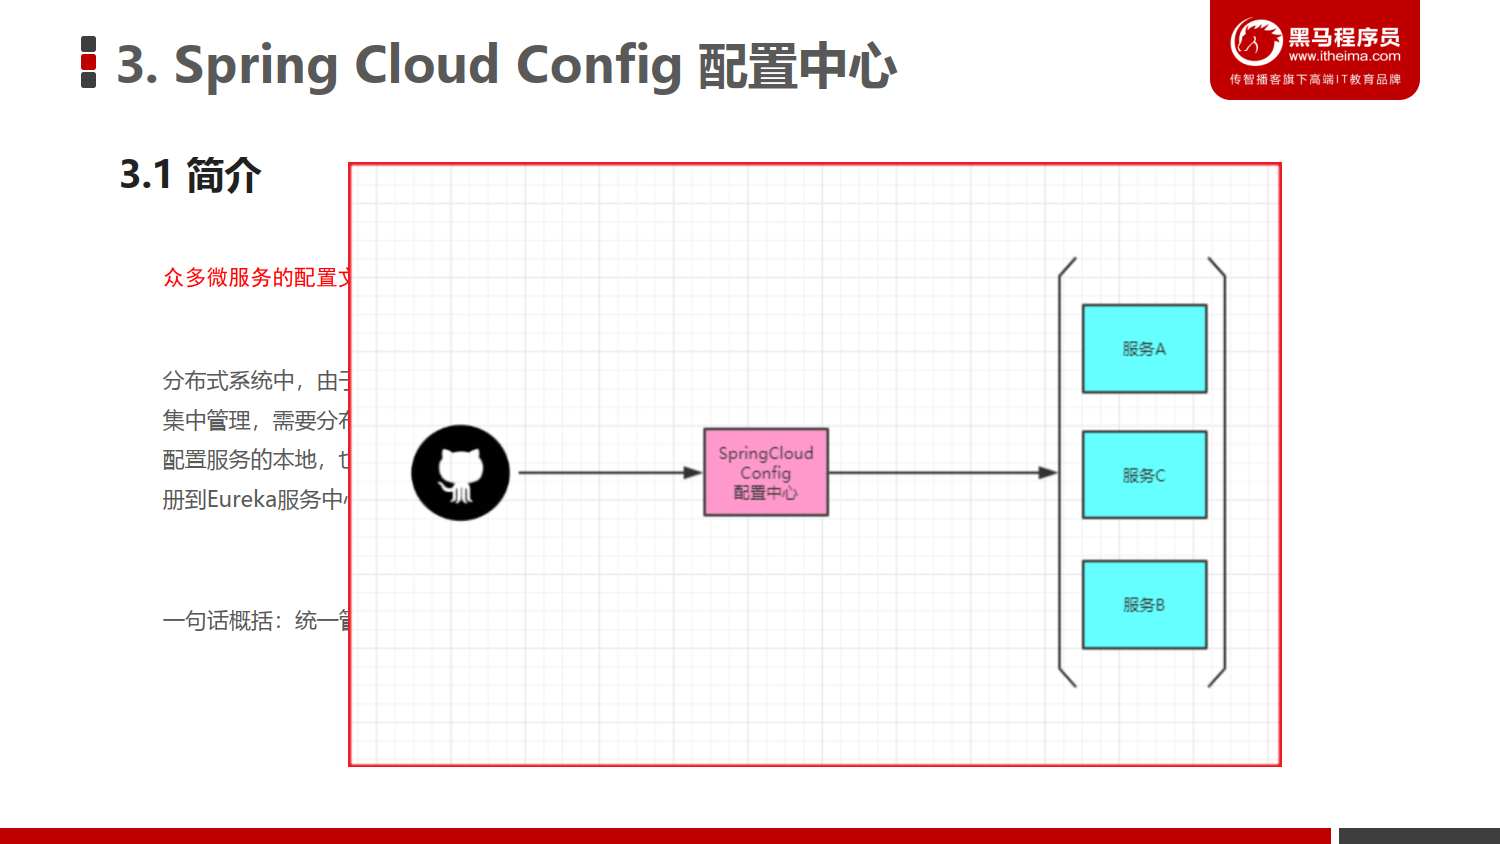 3. Spring Cloud Config 配置中心
黑马程序员
www.itheima.com
传智播客旗下高端IT教育品牌
3.1 简介
众多微服务的配置文
分布式系统中，由于
集中管理，需要分布
配置服务的本地，也
册到Eureka服务中心
一句话概括：统一管
SpringCloud
Config
配置中心
服务A
服务C
服务B